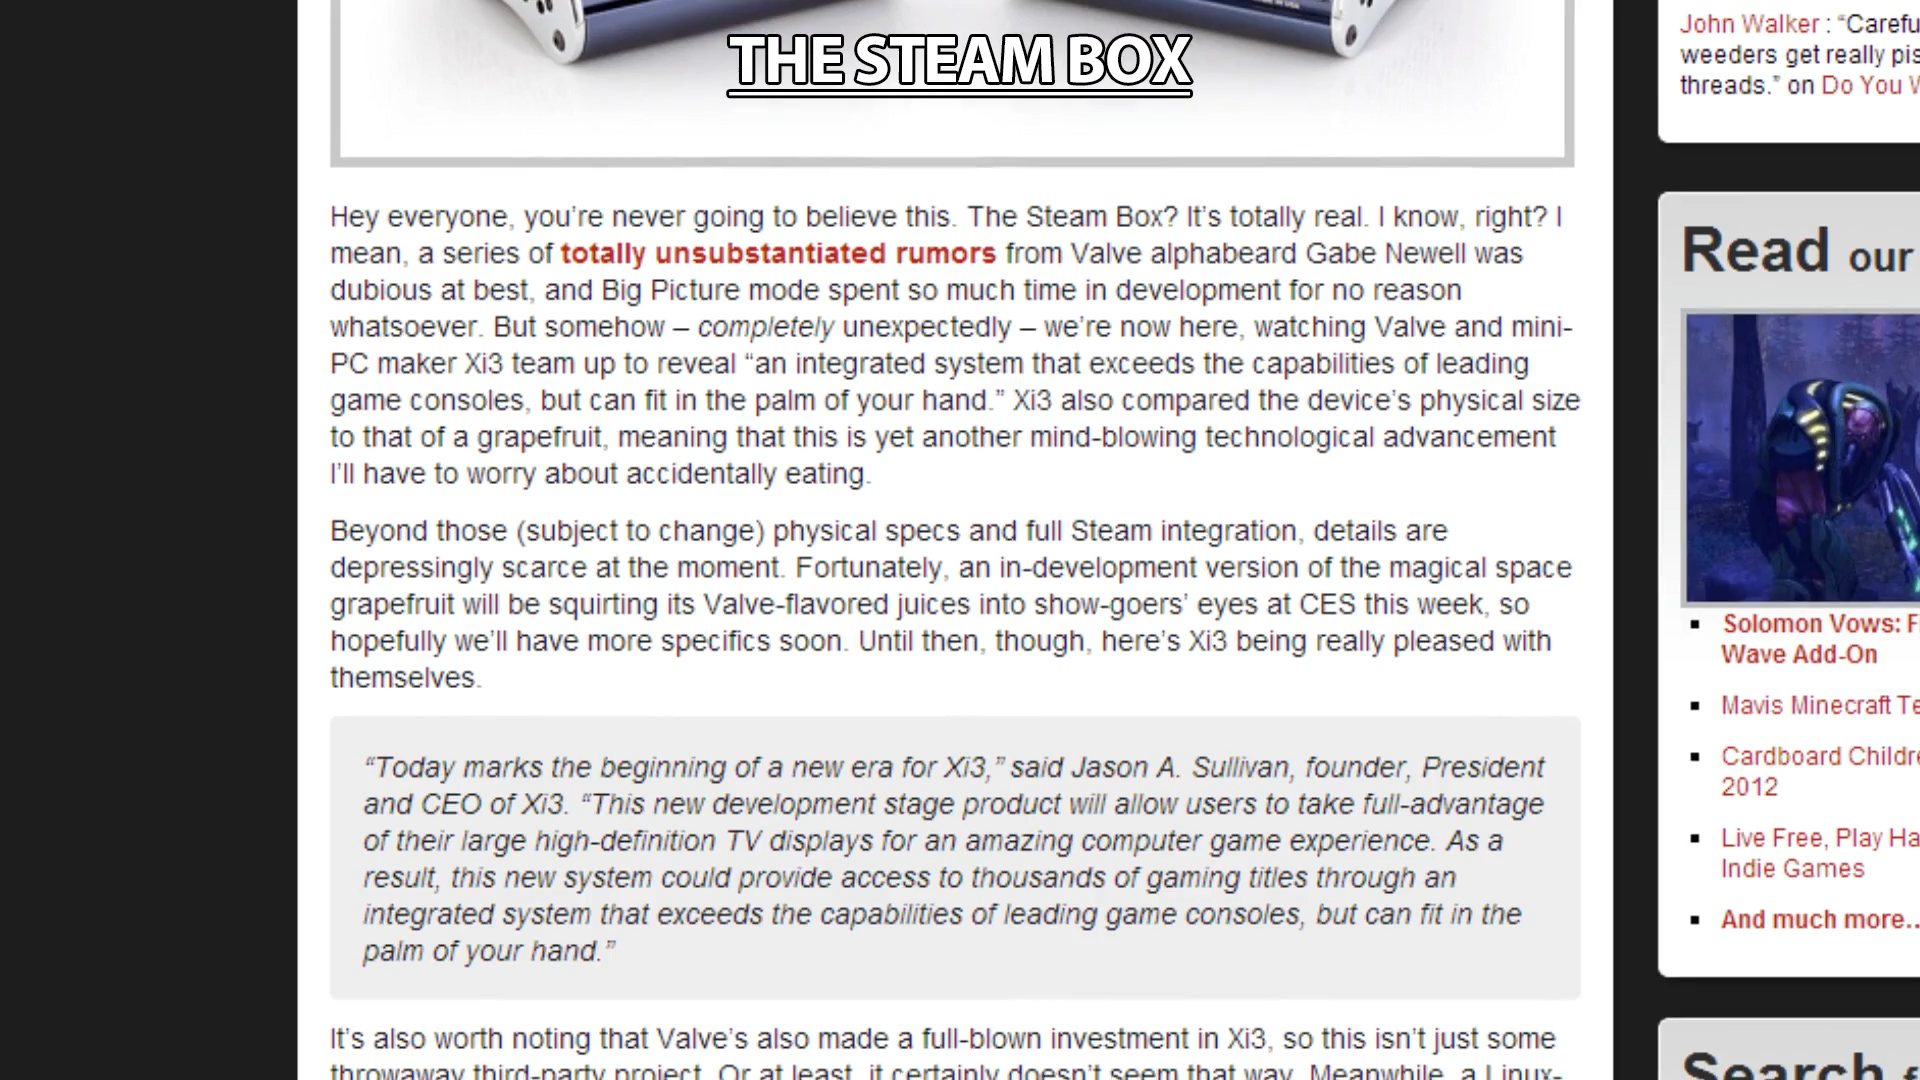 THE STEAM BOX
Hey everyone, you're never going to believe this. The Steam Box? It's totally real. I know, right? I
mean, a series of totally unsubstantiated rumors from Valve alphabeard Gabe Newell was
dubious at best, and Big Picture mode spent so much time in development for no reason
whatsoever. But somehow – completely unexpectedly – we're now here, watching Valve and mini-
PC maker Xi3 team up to reveal “an integrated system that exceeds the capabilities of leading
game consoles, but can fit in the palm of your hand.” Xi3 also compared the device's physical size
to that of a grapefruit, meaning that this is yet another mind-blowing technological advancement
I'll have to worry about accidentally eating.
Beyond those (subject to change) physical specs and full Steam integration, details are
depressingly scarce at the moment. Fortunately, an in-development version of the magical space
grapefruit will be squirting its Valve-flavored juices into show-goers' eyes at CES this week, so
hopefully we'll have more specifics soon. Until then, though, here's Xi3 being really pleased with
themselves.
“Today marks the beginning of a new era for Xi3,” said Jason A. Sullivan, founder, President
and CEO of Xi3. “This new development stage product will allow users to take full-advantage
of their large high-definition TV displays for an amazing computer game experience. As a
result, this new system could provide access to thousands of gaming titles through an
integrated system that exceeds the capabilities of leading game consoles, but can fit in the
palm of your hand.”
It's also worth noting that Valve's also made a full-blown investment in Xi3, so this isn't just some
throwaway third-party project. Or at least, it certainly doesn't seem that way. Meanwhile, a Linux-
John Walker : “Carefu
weeders get really pis
threads.” on Do You W
Read our
Solomon Vows: F
Wave Add-On
Mavis Minecraft Te
Cardboard Childre
2012
Live Free, Play Ha
Indie Games
And much more..
Search f